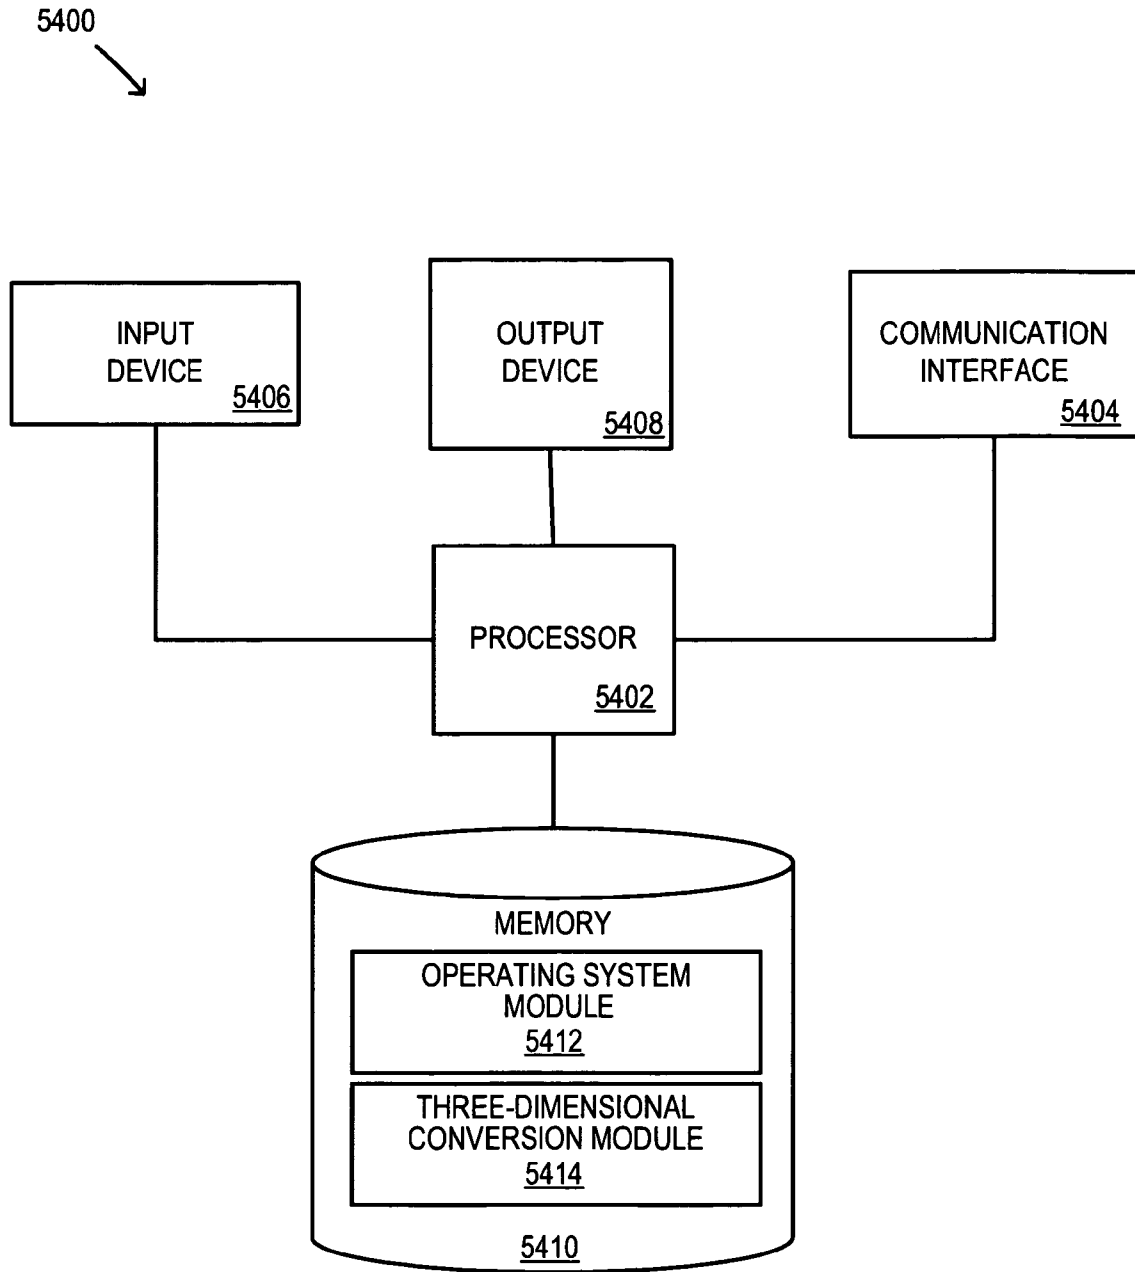 5400
INPUT
DEVICE
5406
OUTPUT
DEVICE
5408
COMMUNICATION
INTERFACE
5404
PROCESSOR
5402
MEMORY
OPERATING SYSTEM
MODULE
5412
THREE-DIMENSIONAL
CONVERSION MODULE
5414
5410